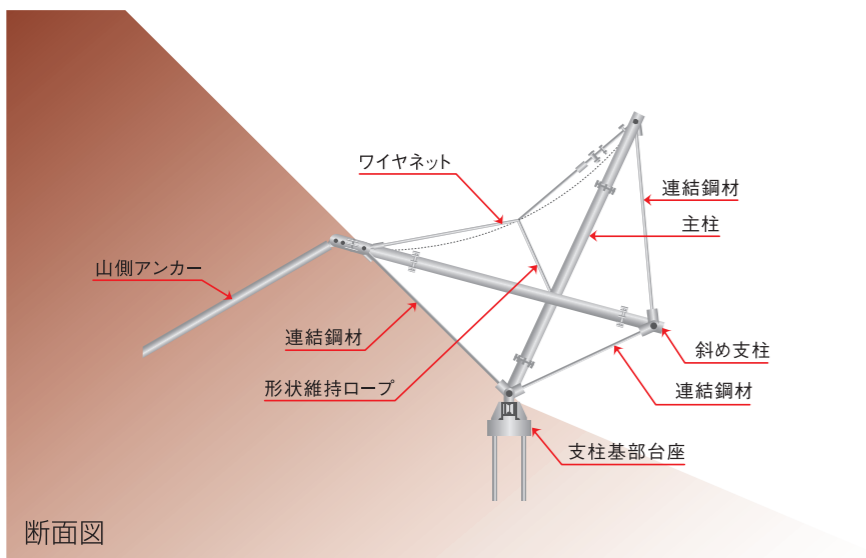 ワイヤネット
連結鋼材
主柱
山側アンカー
連結鋼材
斜め支柱
形状維持ロープ
連結鋼材
支柱基部台座
断面図